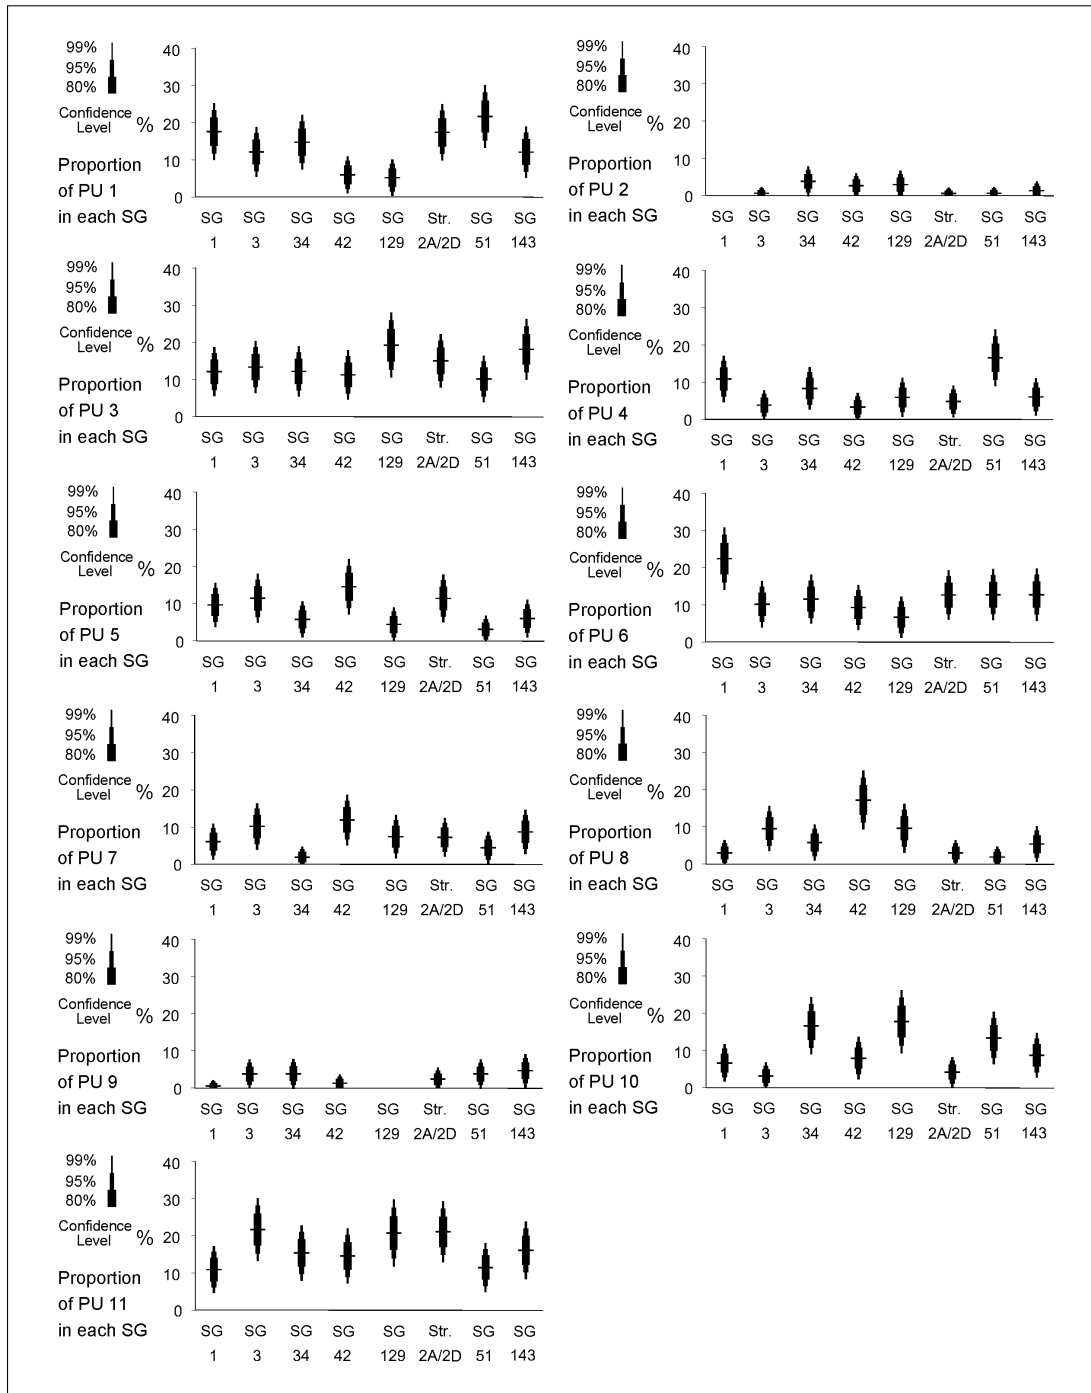 99%
95%
80%
Confidence
Level %
Proportion
of PU 1
in each SG
40
30
20
10
0
SG SG SG SG SG Str. SG SG
1 3 34 42 129 2A/2D 51 143
99%
95%
80%
Confidence
Level %
Proportion
of PU 2
in each SG
40
30
20
10
0
SG SG SG SG SG Str. SG SG
1 3 34 42 129 2A/2D 51 143
99%
95%
80%
Confidence
Level %
Proportion
of PU 3
in each SG
40
30
20
10
0
SG SG SG SG SG Str. SG SG
1 3 34 42 129 2A/2D 51 143
99%
95%
80%
Confidence
Level %
Proportion
of PU 4
in each SG
40
30
20
10
0
SG SG SG SG SG Str. SG SG
1 3 34 42 129 2A/2D 51 143
99%
95%
80%
Confidence
Level %
Proportion
of PU 5
in each SG
40
30
20
10
0
SG SG SG SG SG Str. SG SG
1 3 34 42 129 2A/2D 51 143
99%
95%
80%
Confidence
Level %
Proportion
of PU 6
in each SG
40
30
20
10
0
SG SG SG SG SG Str. SG SG
1 3 34 42 129 2A/2D 51 143
99%
95%
80%
Confidence
Level %
Proportion
of PU 7
in each SG
40
30
20
10
0
SG SG SG SG SG Str. SG SG
1 3 34 42 129 2A/2D 51 143
99%
95%
80%
Confidence
Level %
Proportion
of PU 8
in each SG
40
30
20
10
0
SG SG SG SG SG Str. SG SG
1 3 34 42 129 2A/2D 51 143
99%
95%
80%
Confidence
Level %
Proportion
of PU 9
in each SG
40
30
20
10
0
SG SG SG SG SG Str. SG SG
1 3 34 42 129 2A/2D 51 143
99%
95%
80%
Confidence
Level %
Proportion
of PU 10
in each SG
40
30
20
10
0
SG SG SG SG SG Str. SG SG
1 3 34 42 129 2A/2D 51 143
99%
95%
80%
Confidence
Level %
Proportion
of PU 11
in each SG
40
30
20
10
0
SG SG SG SG SG Str. SG SG
1 3 34 42 129 2A/2D 51 143